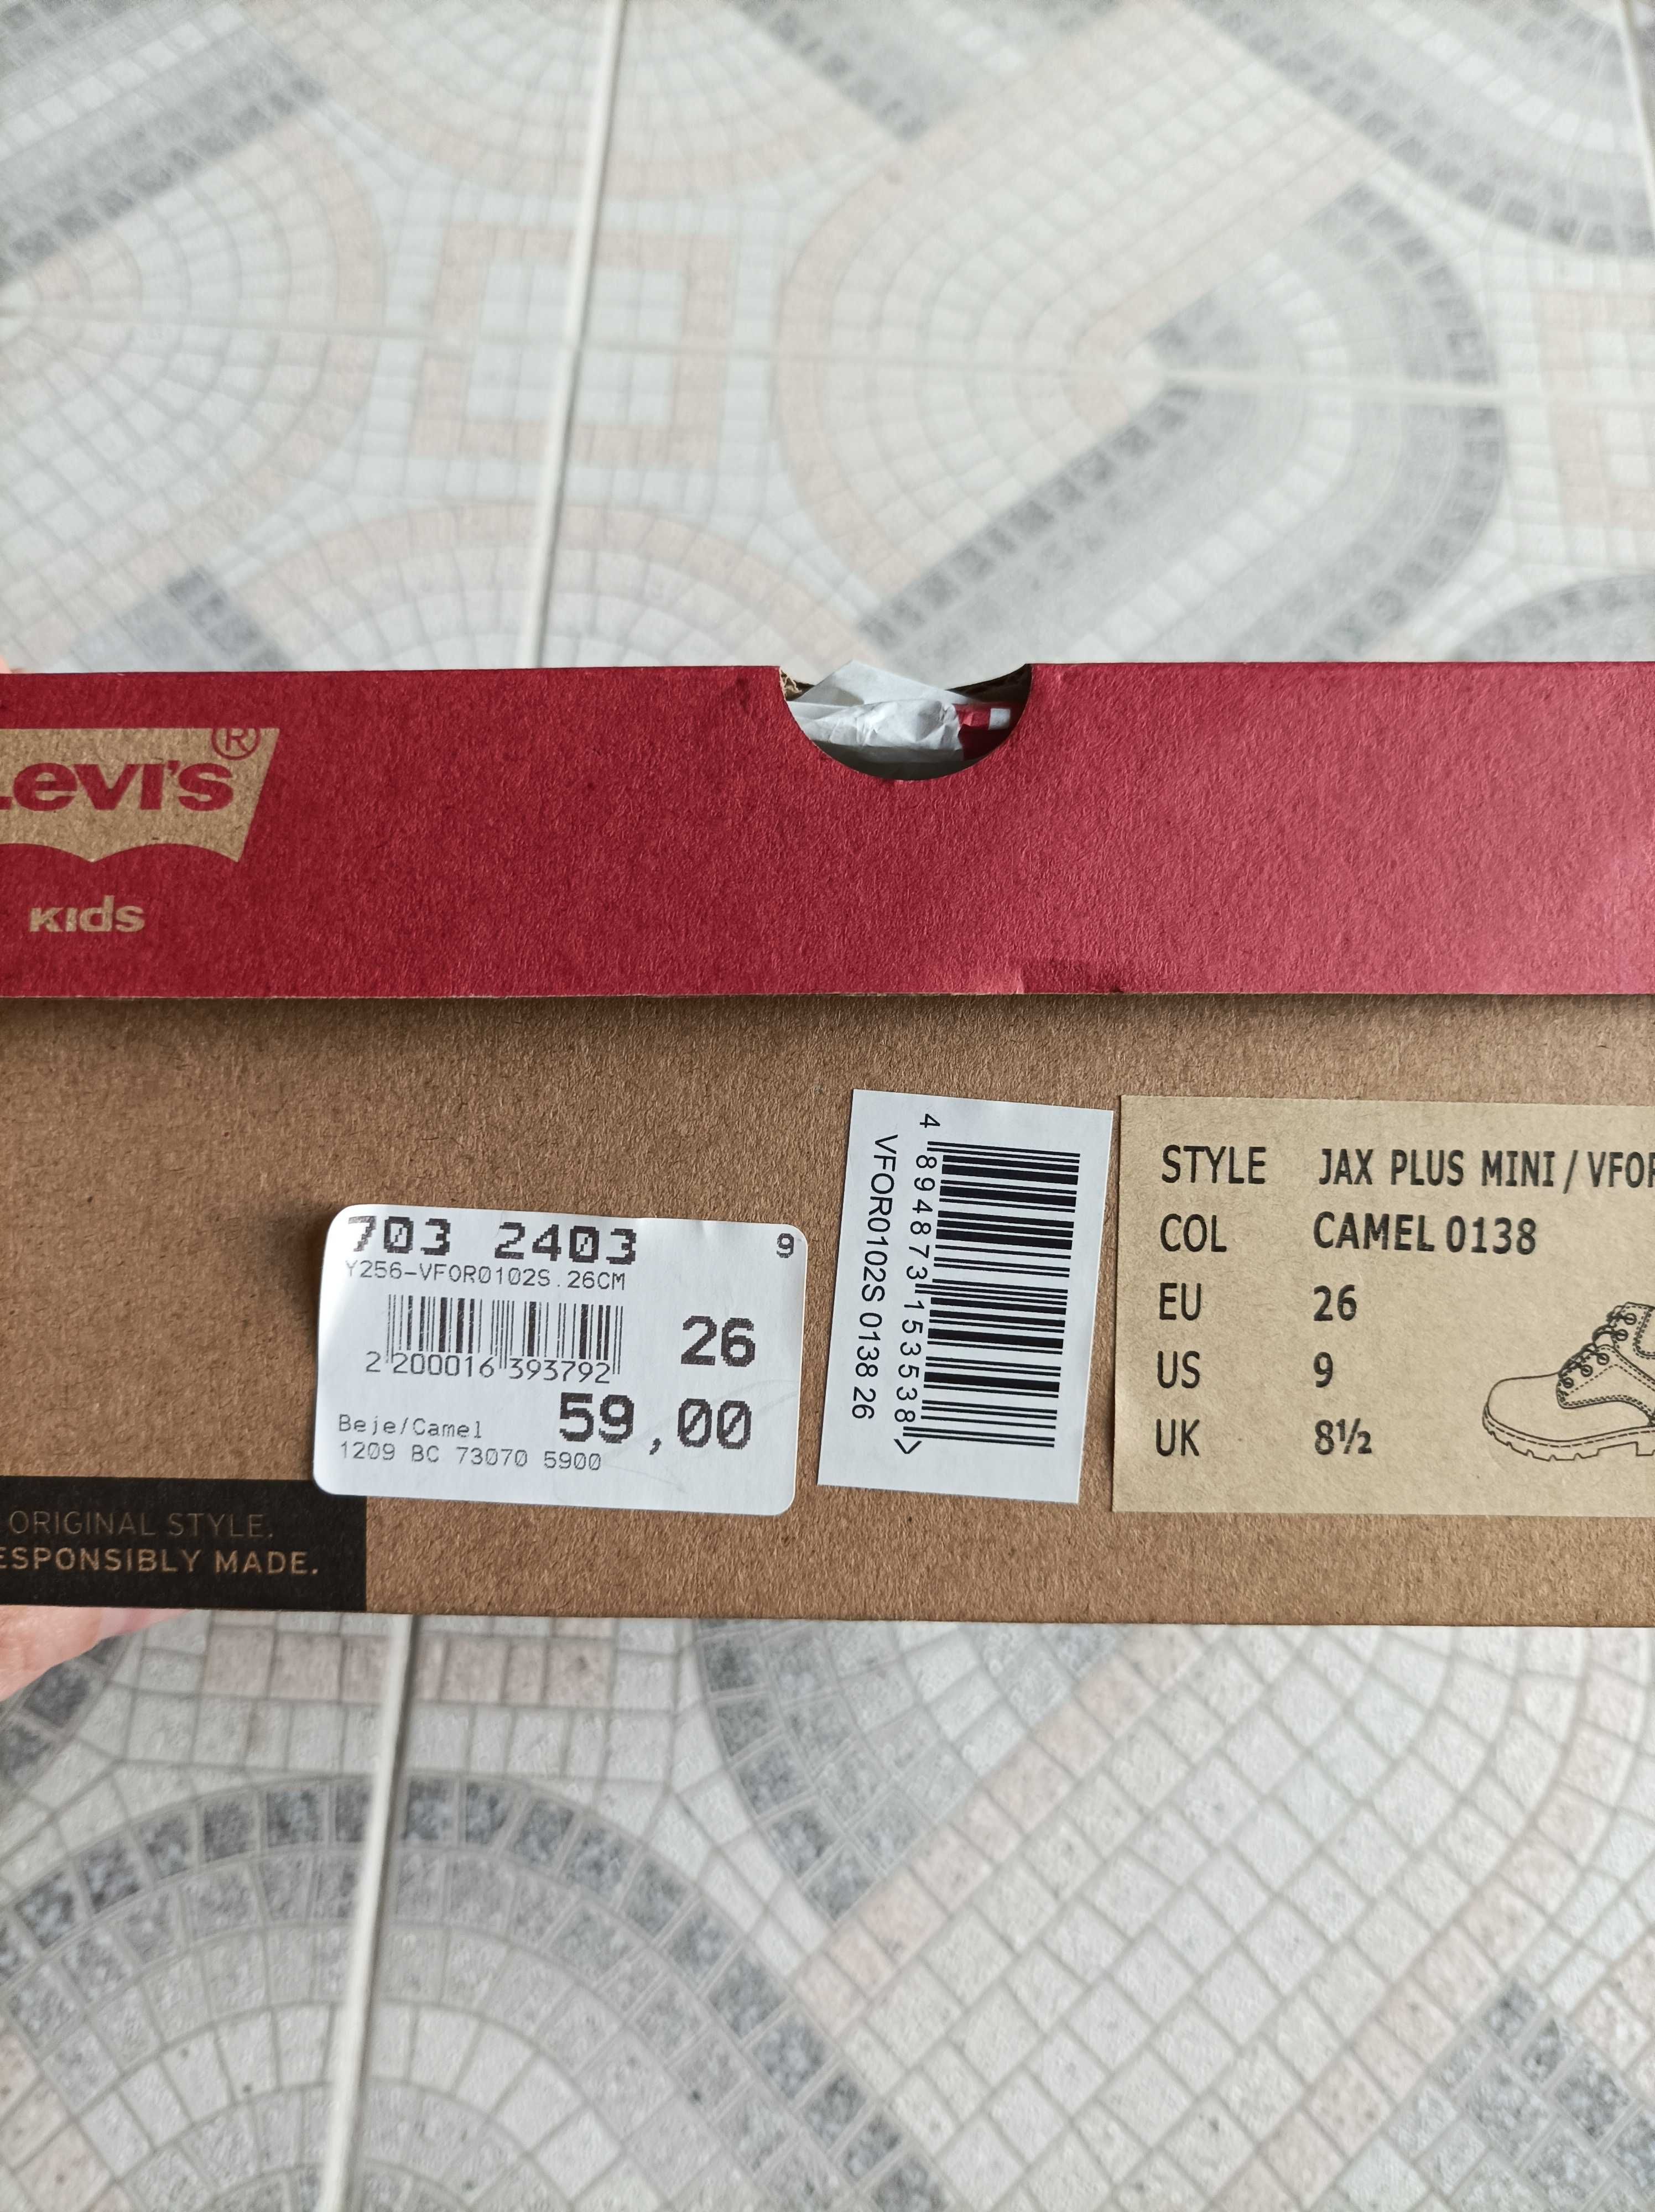 Levi's®
Kids
703 2403 9
Y256-VFOR0102S.26CM
26
2 200016 393792
59,00
Beje/Camel
1209 BC 73070 5900
4 894873 153538 >
VFOR0102S 0138 26
STYLE JAX PLUS MINI / VFOR
COL CAMEL 0138
EU 26
US 9
UK 8½
ORIGINAL STYLE.
ESPONSIBLY MADE.